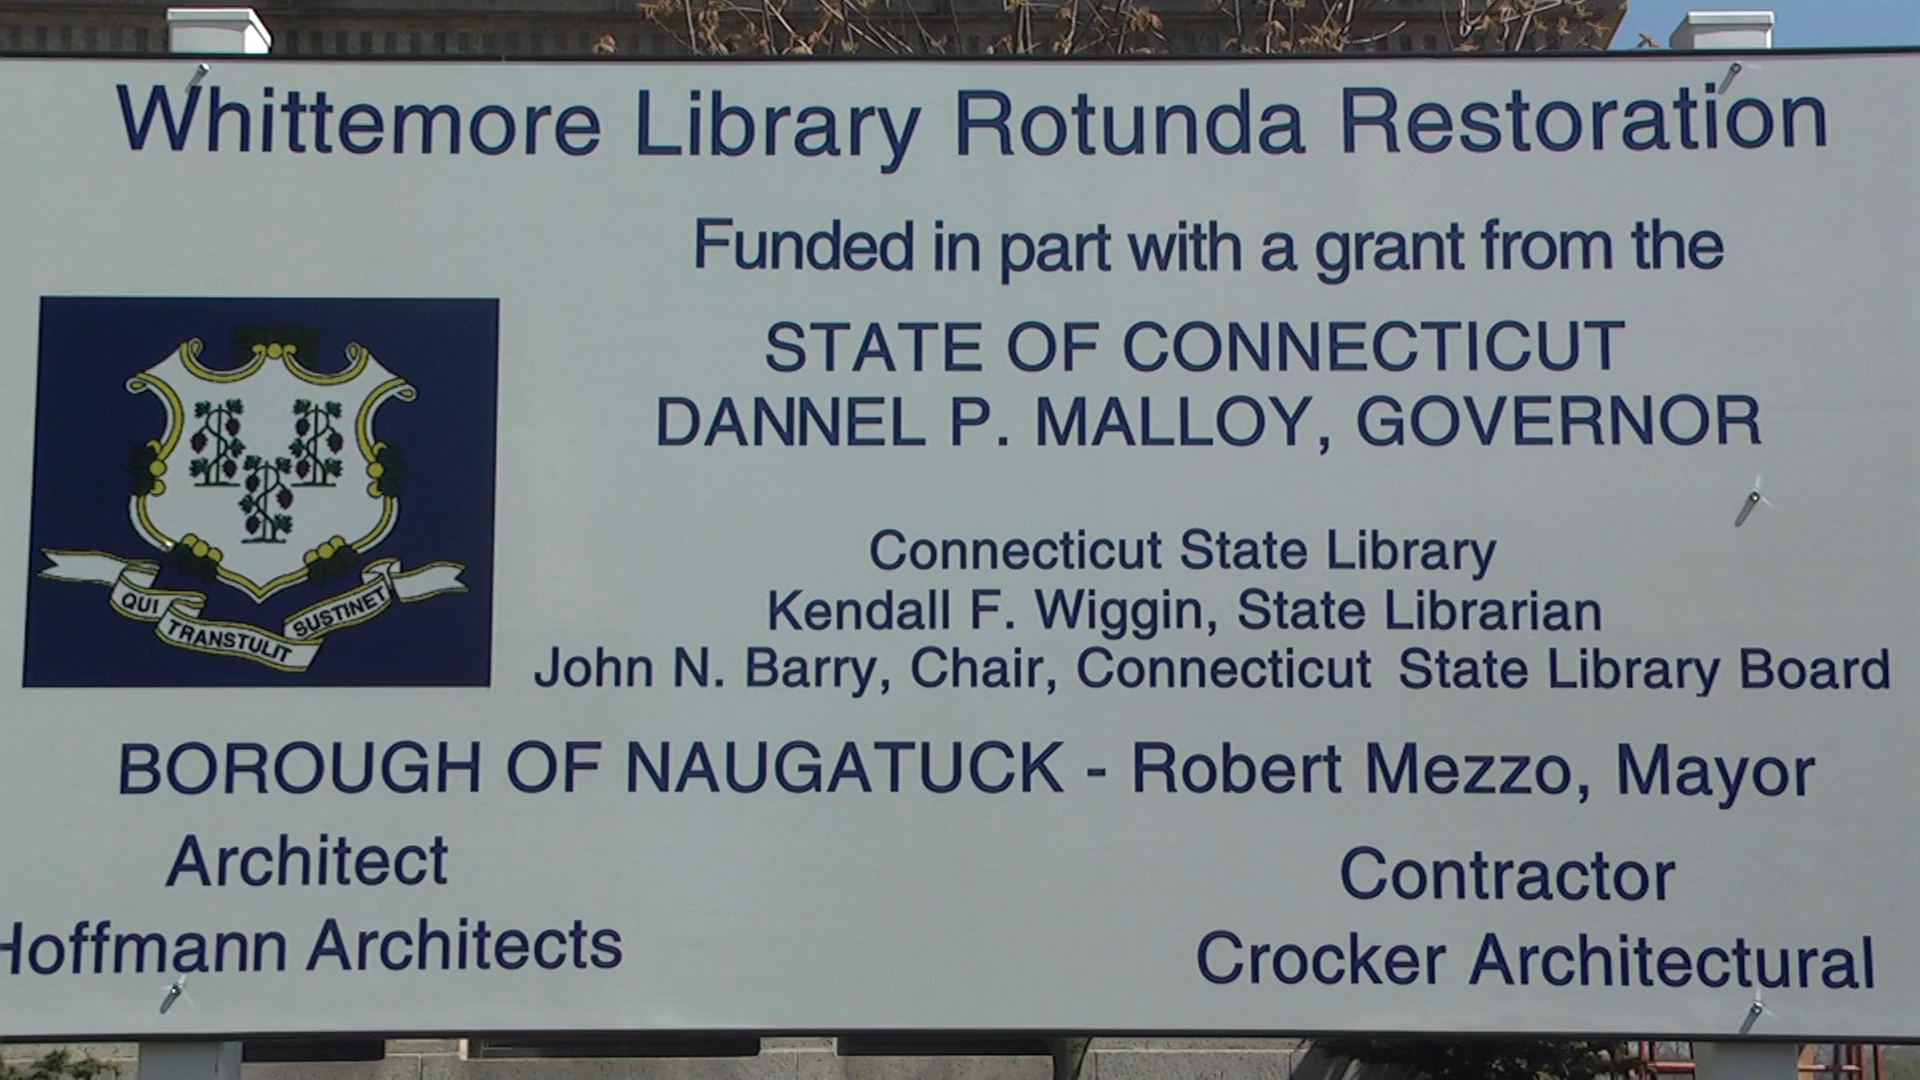 Whittemore Library Rotunda Restoration
Funded in part with a grant from the
STATE OF CONNECTICUT
DANNEL P. MALLOY, GOVERNOR
QUI
TRANSTULIT
SUSTINET
Connecticut State Library
Kendall F. Wiggin, State Librarian
John N. Barry, Chair, Connecticut State Library Board
BOROUGH OF NAUGATUCK - Robert Mezzo, Mayor
Architect
Hoffmann Architects
Contractor
Crocker Architectural